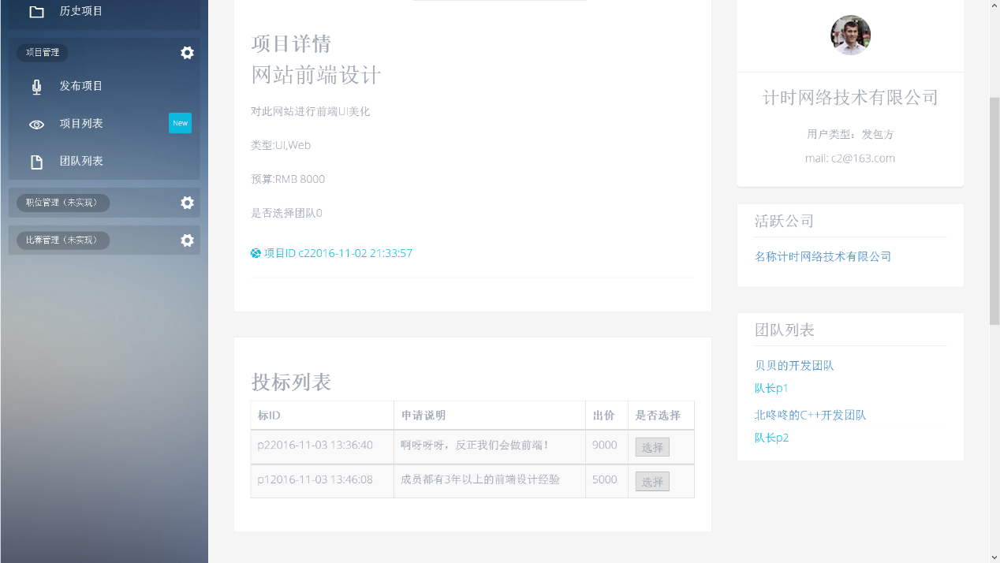 历史项目
项目管理
发布项目
项目列表 New
团队列表
职位管理（未实现）
比赛管理（未实现）
项目详情
网站前端设计
对此网站进行前端UI美化
类型:UI,Web
预算:RMB 8000
是否选择团队0
项目ID c22016-11-02 21:33:57
投标列表
标ID 申请说明 出价 是否选择
p22016-11-03 13:36:40 啊呀呀呀，反正我们会做前端！ 9000 选择
p12016-11-03 13:46:08 成员都有3年以上的前端设计经验 5000 选择
计时网络技术有限公司
用户类型：发包方
mail: c2@163.com
活跃公司
名称计时网络技术有限公司
团队列表
贝贝的开发团队
队长p1
北咚咚的C++开发团队
队长p2